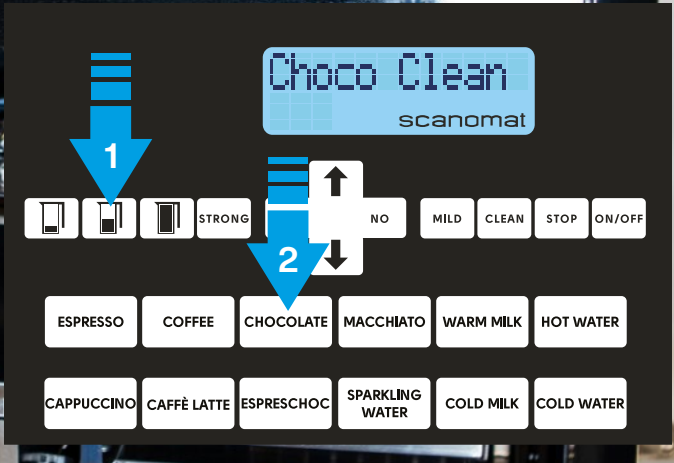 Choco Clean
scanomat
1
STRONG
NO
MILD
CLEAN
STOP
ON/OFF
2
ESPRESSO
COFFEE
CHOCOLATE
MACCHIATO
WARM MILK
HOT WATER
CAPPUCCINO
CAFFÈ LATTE
ESPRESCHOC
SPARKLING
WATER
COLD MILK
COLD WATER